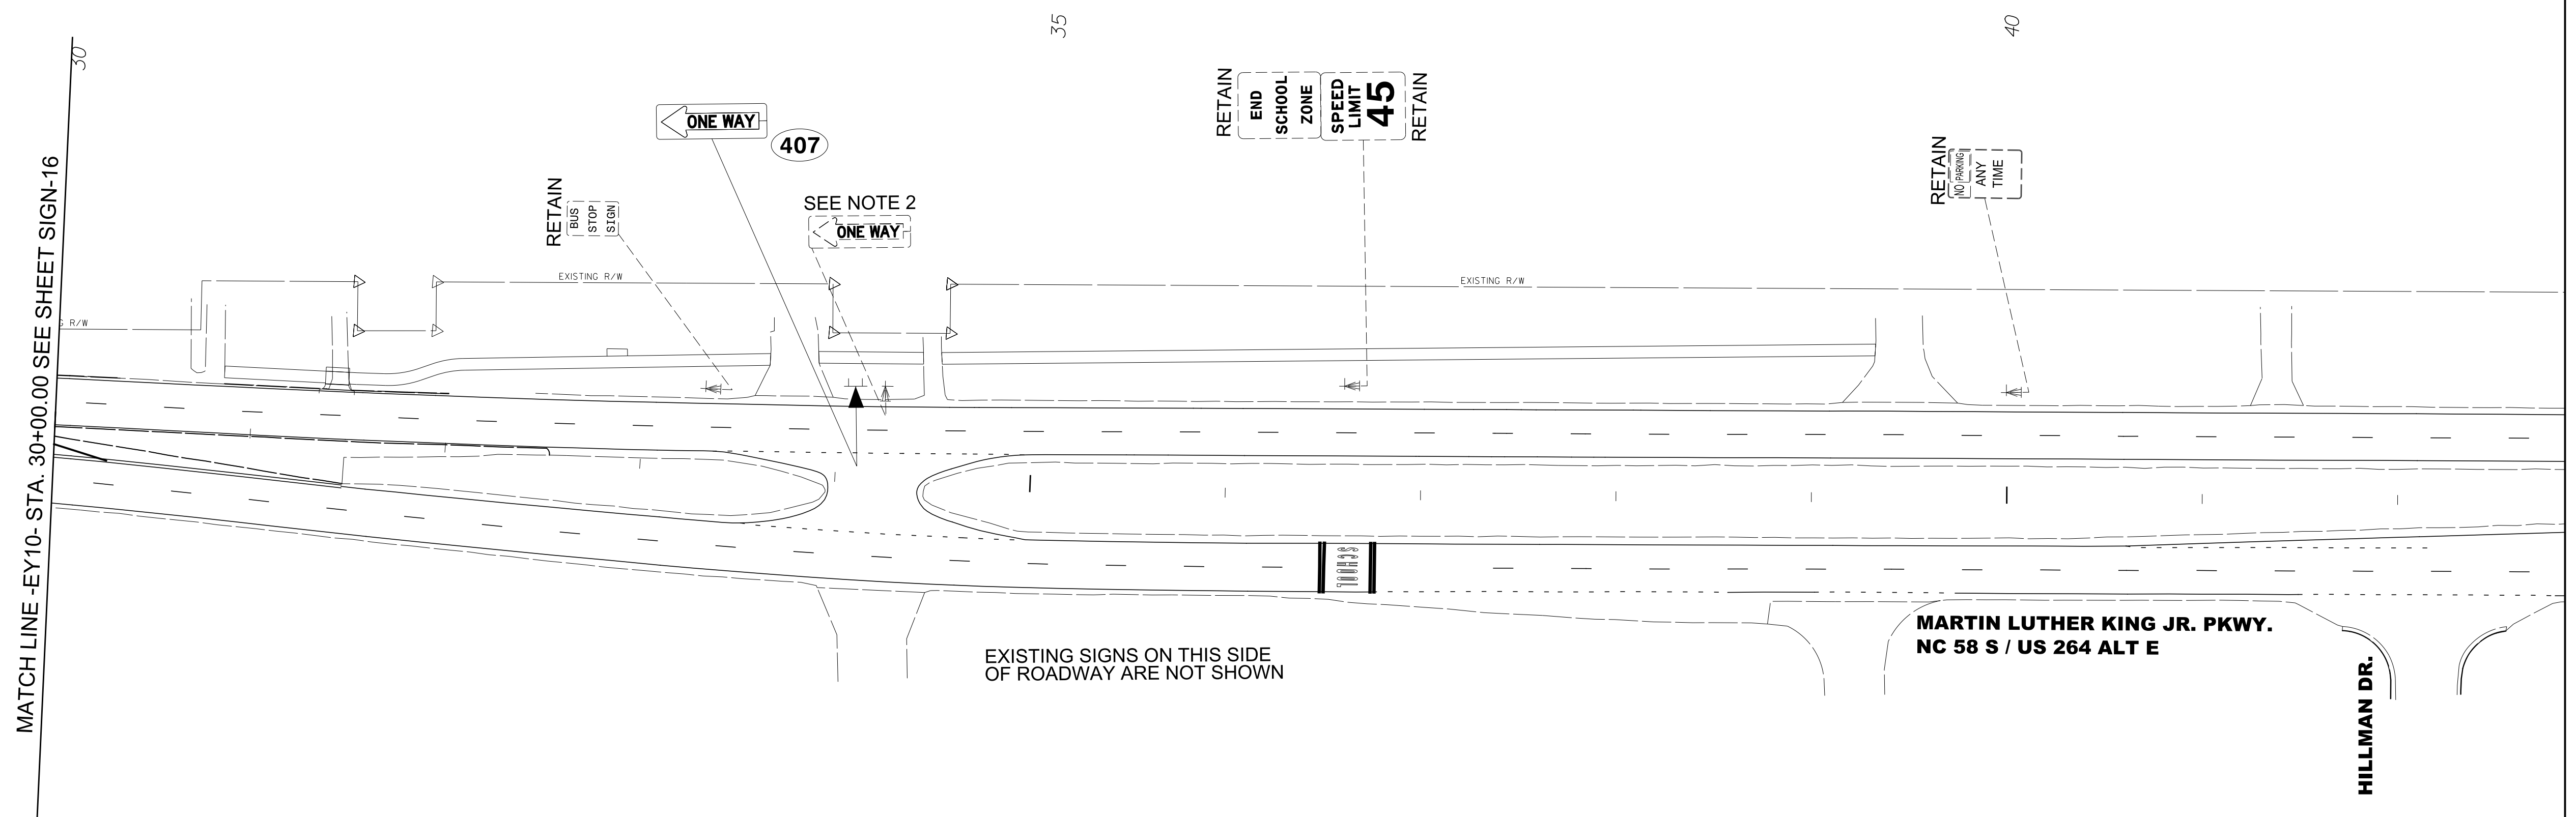 30
35
40
MATCH LINE -EY10- STA. 30+00.00 SEE SHEET SIGN-16
ONE WAY
407
RETAIN
BUS
STOP
SIGN
SEE NOTE 2
ONE WAY
RETAIN
END
SCHOOL
ZONE
SPEED
LIMIT
45
RETAIN
RETAIN
NO PARKING
ANY
TIME
G R/W
EXISTING R/W
EXISTING R/W
SCHOOL
EXISTING SIGNS ON THIS SIDE
OF ROADWAY ARE NOT SHOWN
MARTIN LUTHER KING JR. PKWY.
NC 58 S / US 264 ALT E
HILLMAN DR.